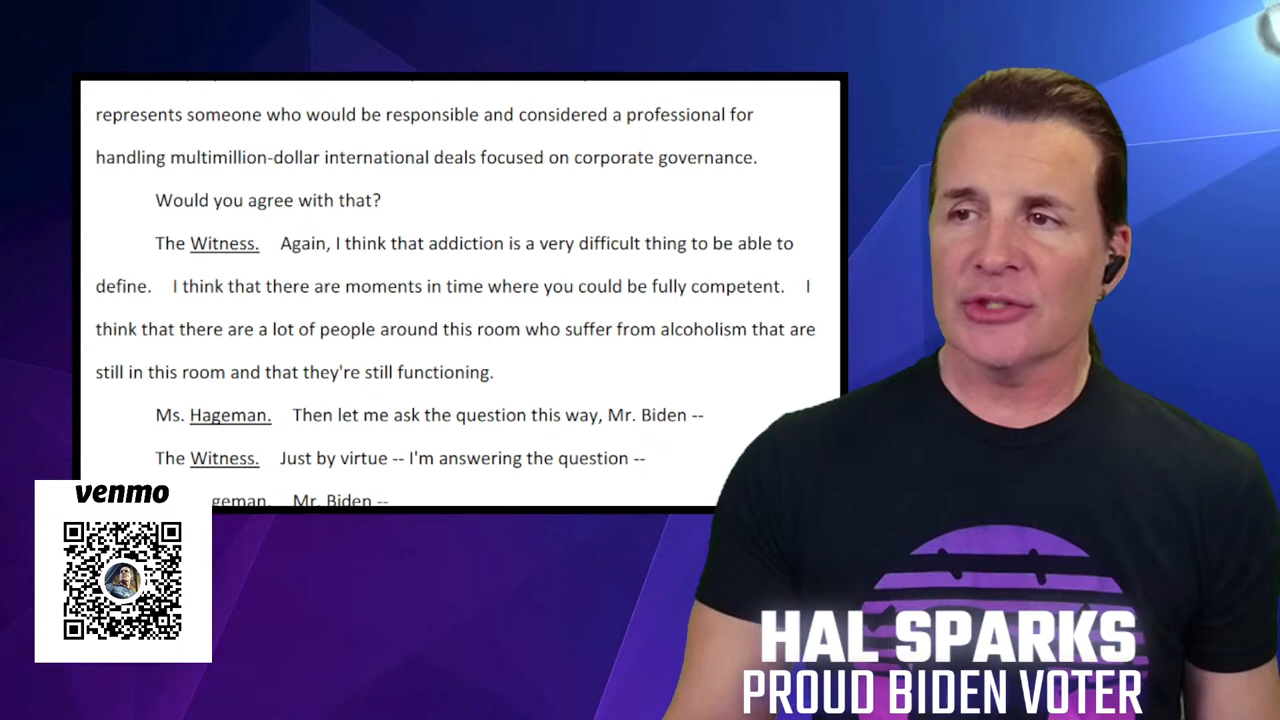 represents someone who would be responsible and considered a professional for
handling multimillion-dollar international deals focused on corporate governance.
Would you agree with that?
The Witness.    Again, I think that addiction is a very difficult thing to be able to
define.    I think that there are moments in time where you could be fully competent.    I
think that there are a lot of people around this room who suffer from alcoholism that are
still in this room and that they're still functioning.
Ms. Hageman.    Then let me ask the question this way, Mr. Biden --
The Witness.    Just by virtue -- I'm answering the question --
geman.    Mr. Biden --
venmo
HAL SPARKS
PROUD BIDEN VOTER